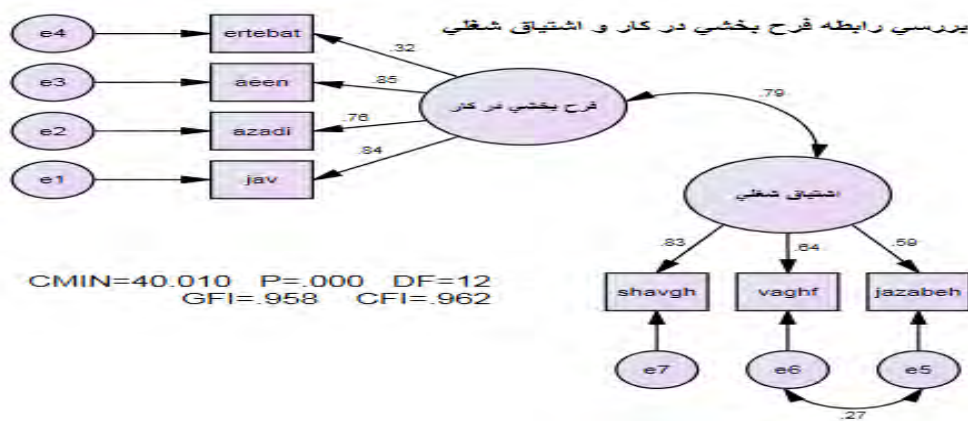 بررسي رابطه فرح بخشي در كار و اشتياق شغلي
e4
ertebat
.32
e3
aeen
.85
فرح بخشي در كار
.79
e2
azadi
.76
e1
jav
.84
اشتياق شغلي
.83
.64
.59
CMIN=40.010 P=.000 DF=12
GFI=.958 CFI=.962
shavgh
vaghf
jazabeh
e7
e6
e5
.27